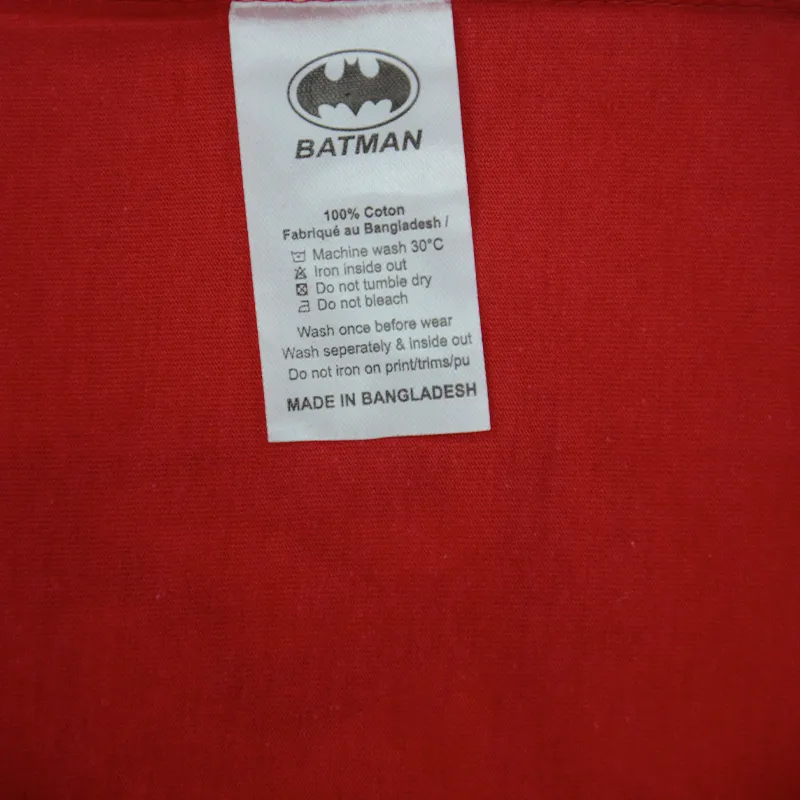 BATMAN
100% Coton
Fabriqué au Bangladesh /
Machine wash 30°C
Iron inside out
Do not tumble dry
Do not bleach
Wash once before wear
Wash seperately & inside out
Do not iron on print/trims/pu
MADE IN BANGLADESH